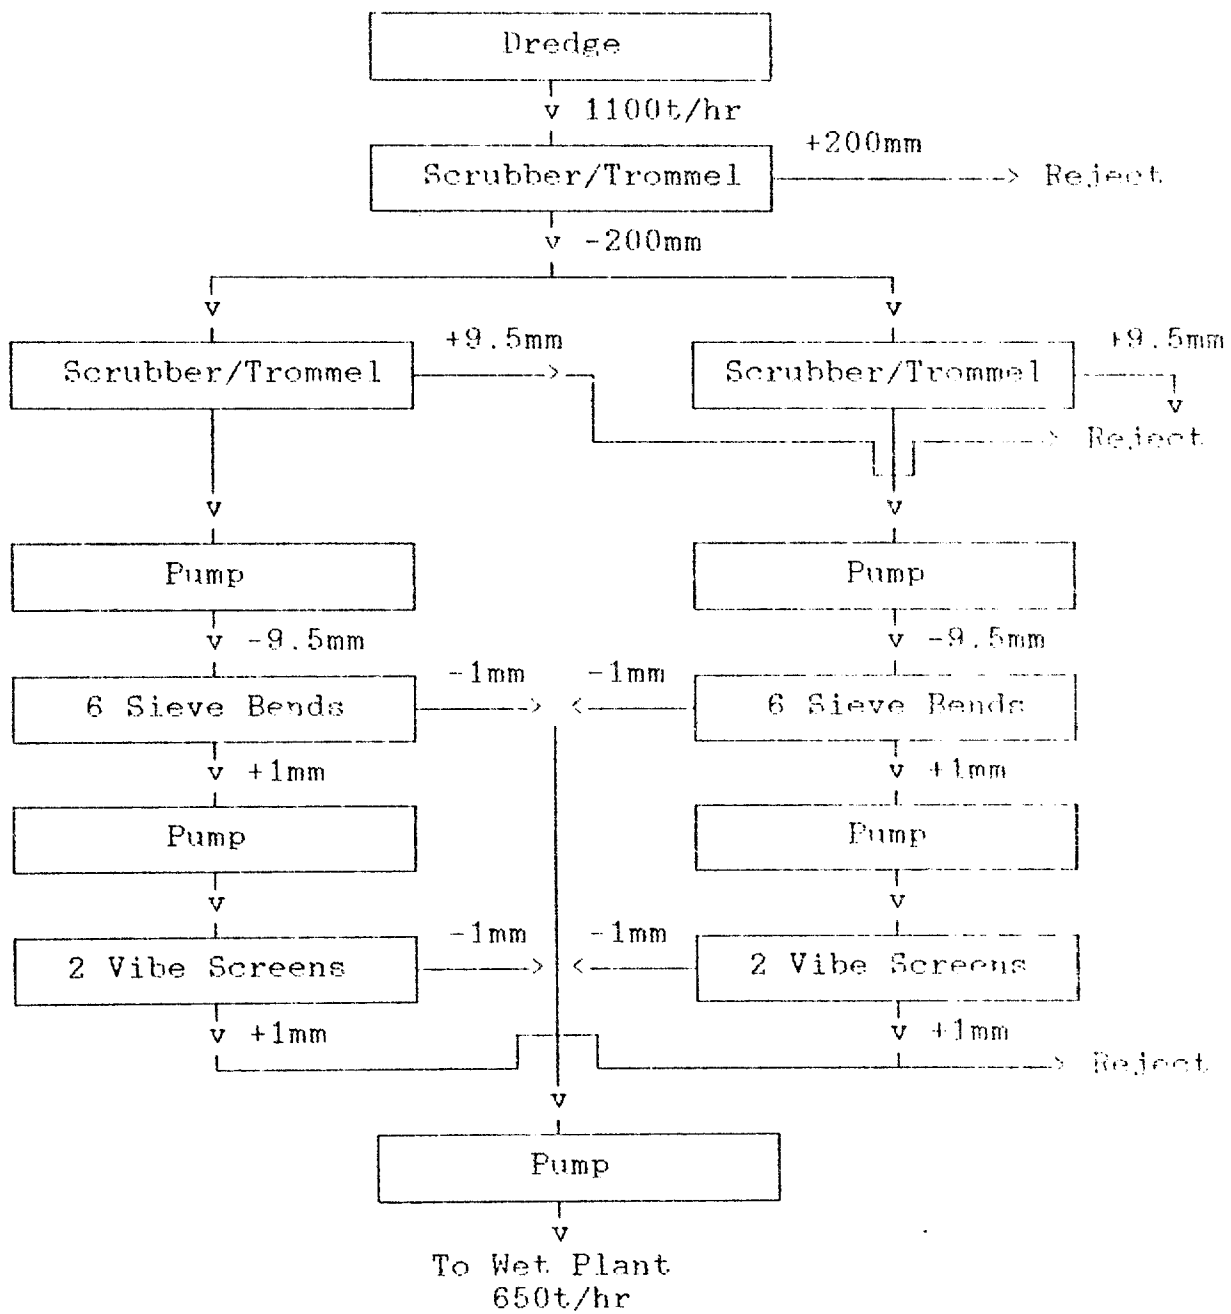 Dredge
1100t/hr
+200mm
Scrubber/Trommel
Reject
-200mm
+9.5mm
+9.5mm
Scrubber/Trommel
Scrubber/Trommel
Reject
Pump
Pump
-9.5mm
-9.5mm
-1mm
-1mm
6 Sieve Bends
6 Sieve Bends
+1mm
+1mm
Pump
Pump
-1mm
-1mm
2 Vibe Screens
2 Vibe Screens
+1mm
+1mm
Reject
Pump
To Wet Plant
650t/hr